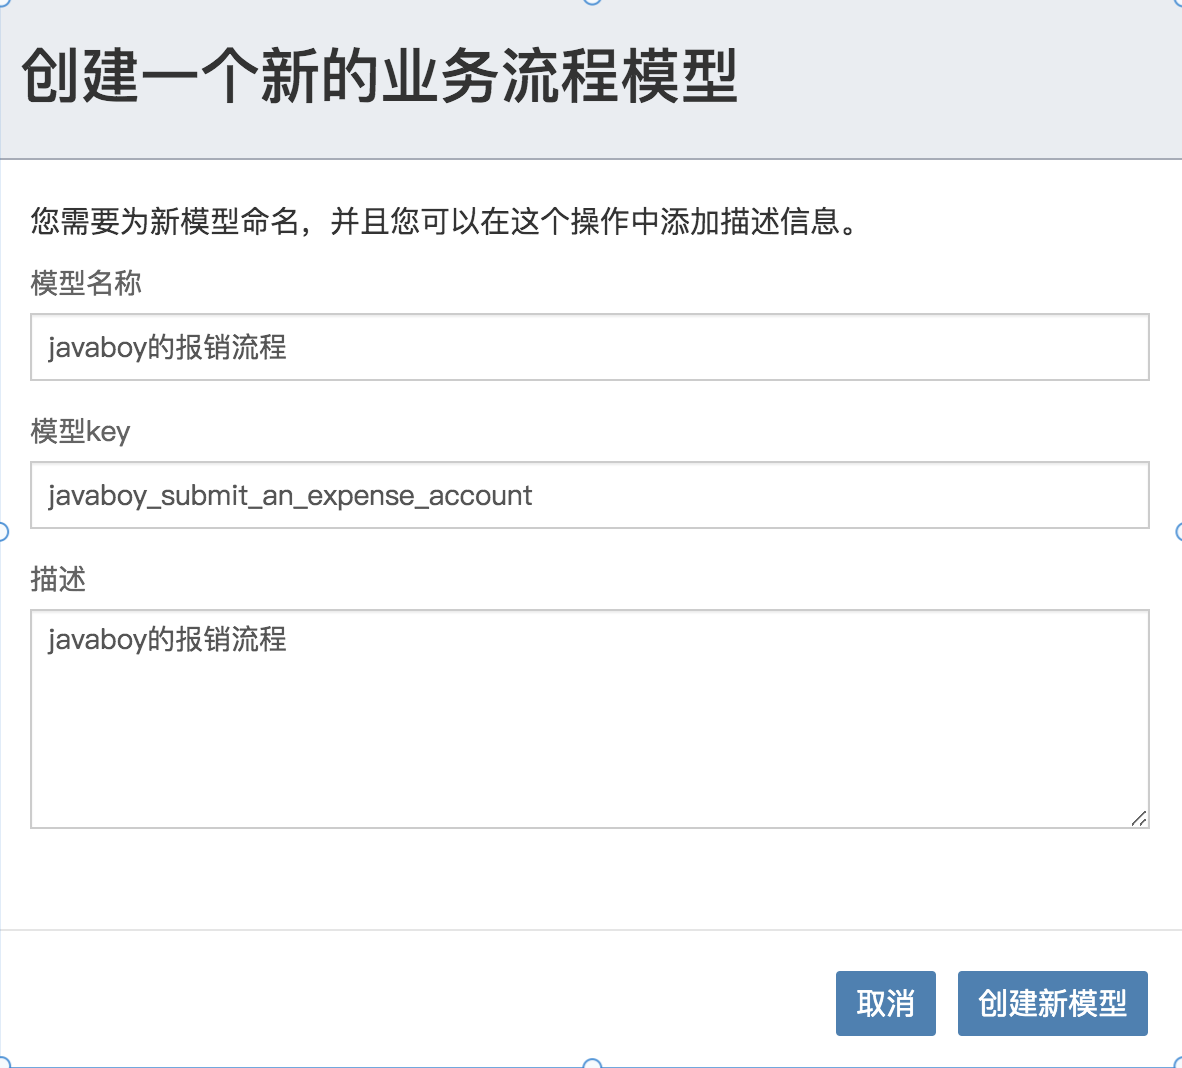 创建一个新的业务流程模型
您需要为新模型命名，并且您可以在这个操作中添加描述信息。
模型名称
javaboy的报销流程
模型key
javaboy_submit_an_expense_account
描述
javaboy的报销流程
取消
创建新模型